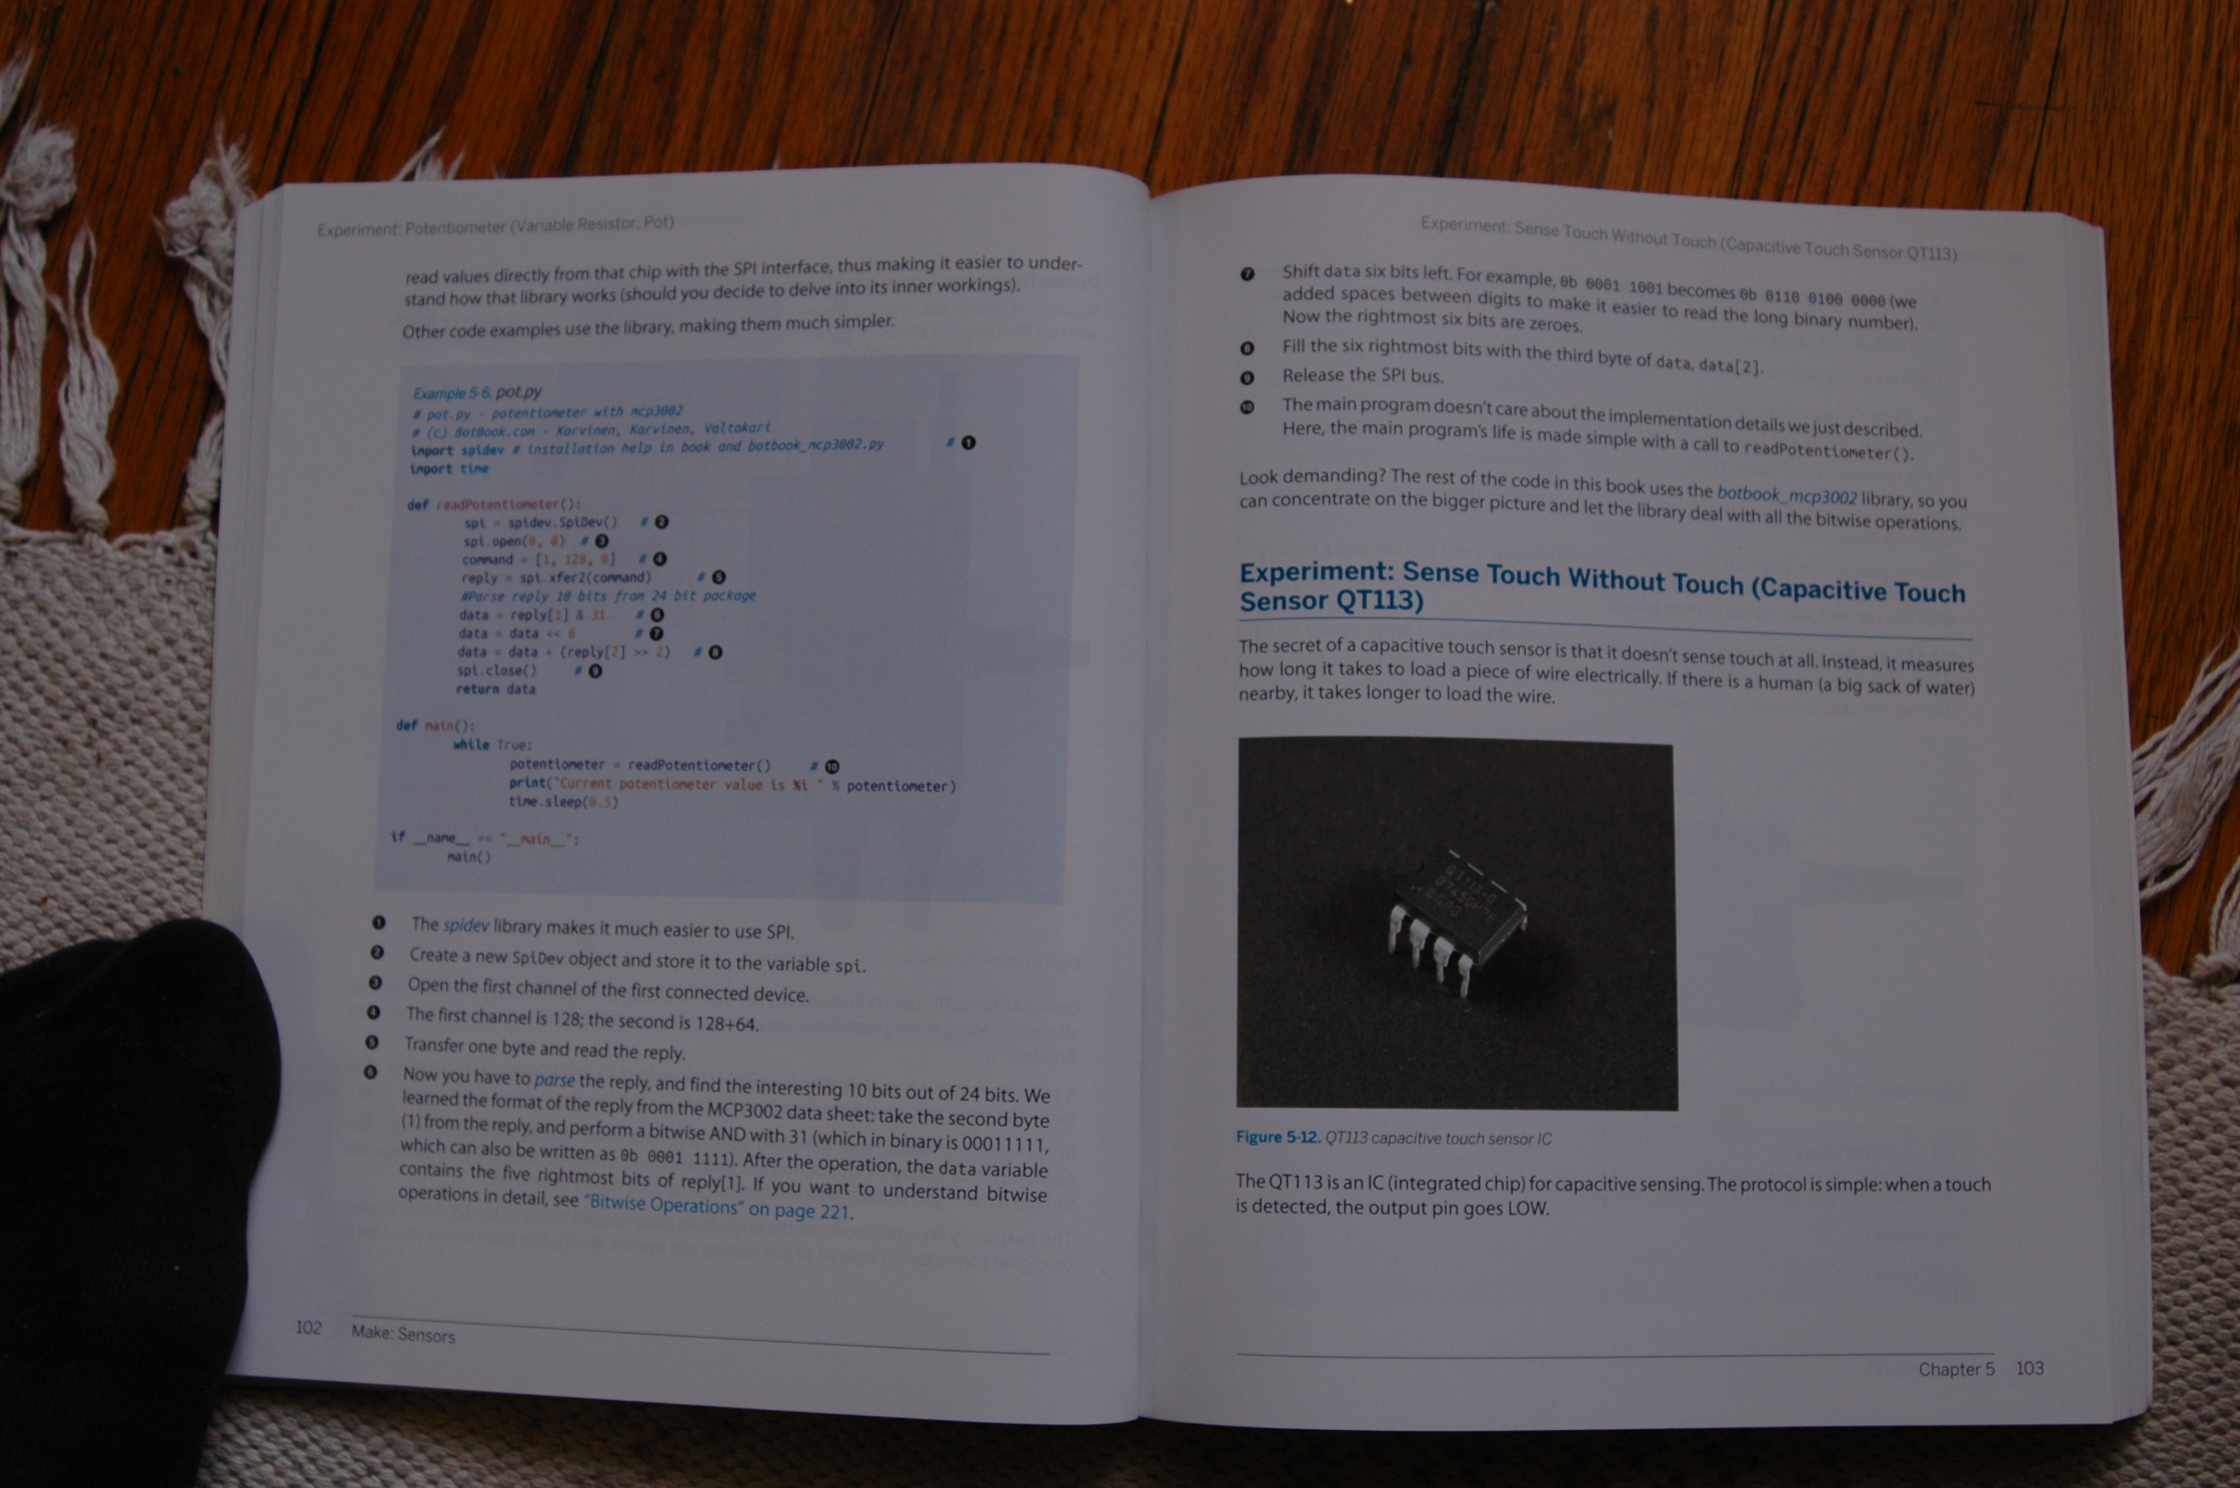 Experiment: Potentiometer (Variable Resistor, Pot)
read values directly from that chip with the SPI interface, thus making it easier to under-
stand how that library works (should you decide to delve into its inner workings).
Other code examples use the library, making them much simpler.
Example 5-6. pot.py
# pot.py - potentiometer with mcp3002
# (c) BotBook.com - Karvinen, Karvinen, Valtokari
import spidev # installation help in book and botbook_mcp3002.py # ❶
import time
def readPotentiometer():
spi = spidev.SpiDev() # ❷
spi.open(0, 0) # ❸
command = [1, 128, 0] # ❹
reply = spi.xfer2(command) # ❺
#Parse reply 10 bits from 24 bit package
data = reply[1] & 31 # ❻
data = data << 6 # ❼
data = data + (reply[2] >> 2) # ❽
spi.close() # ❾
return data
def main():
while True:
potentiometer = readPotentiometer() # ❿
print("Current potentiometer value is %i " % potentiometer)
time.sleep(0.5)
if __name__ == "__main__":
main()
❶ The spidev library makes it much easier to use SPI.
❷ Create a new SpiDev object and store it to the variable spi.
❸ Open the first channel of the first connected device.
❹ The first channel is 128; the second is 128+64.
❺ Transfer one byte and read the reply.
❻ Now you have to parse the reply, and find the interesting 10 bits out of 24 bits. We
learned the format of the reply from the MCP3002 data sheet: take the second byte
(1) from the reply, and perform a bitwise AND with 31 (which in binary is 00011111,
which can also be written as 0b 0001 1111). After the operation, the data variable
contains the five rightmost bits of reply[1]. If you want to understand bitwise
operations in detail, see "Bitwise Operations" on page 221.
102 Make: Sensors
Experiment: Sense Touch Without Touch (Capacitive Touch Sensor QT113)
❼ Shift data six bits left. For example, 0b 0001 1001 becomes 0b 0110 0100 0000 (we
added spaces between digits to make it easier to read the long binary number).
Now the rightmost six bits are zeroes.
❽ Fill the six rightmost bits with the third byte of data, data[2].
❾ Release the SPI bus.
❿ The main program doesn't care about the implementation details we just described.
Here, the main program's life is made simple with a call to readPotentiometer().
Look demanding? The rest of the code in this book uses the botbook_mcp3002 library, so you
can concentrate on the bigger picture and let the library deal with all the bitwise operations.
Experiment: Sense Touch Without Touch (Capacitive Touch
Sensor QT113)
The secret of a capacitive touch sensor is that it doesn't sense touch at all. Instead, it measures
how long it takes to load a piece of wire electrically. If there is a human (a big sack of water)
nearby, it takes longer to load the wire.
Figure 5-12. QT113 capacitive touch sensor IC
The QT113 is an IC (integrated chip) for capacitive sensing. The protocol is simple: when a touch
is detected, the output pin goes LOW.
Chapter 5 103